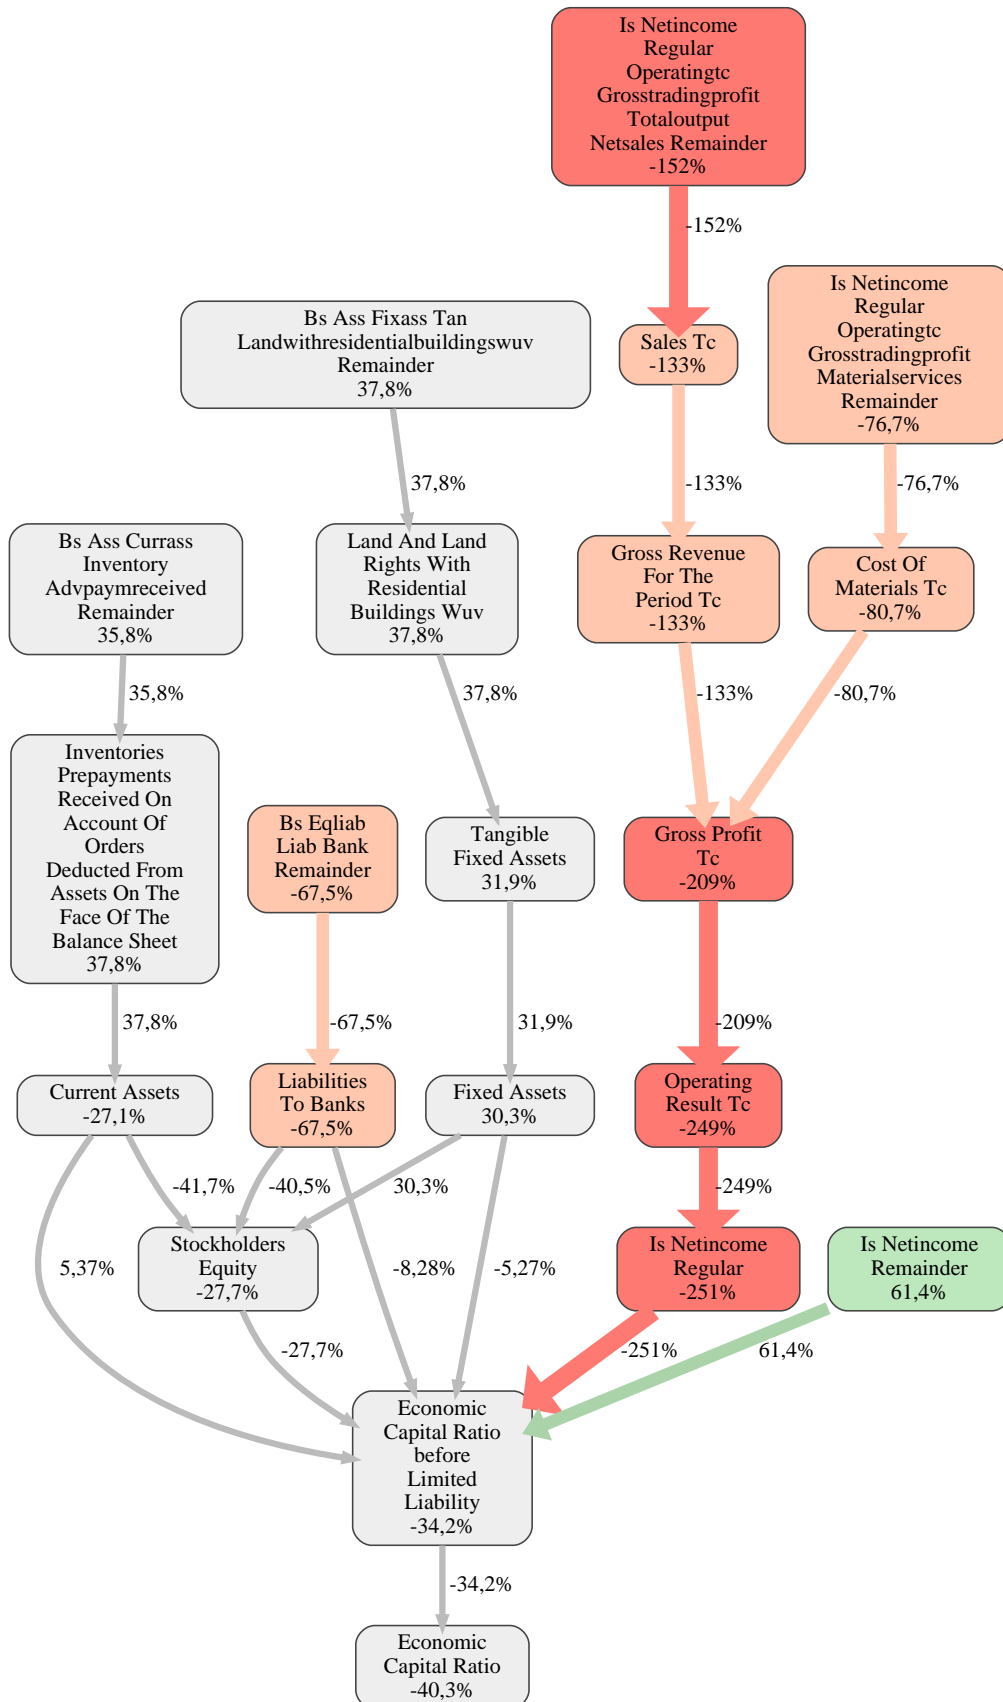 Is Netincome
Regular
Operatingtc
Grosstradingprofit
Totaloutput
Netsales Remainder
-152%
-152%
Bs Ass Fixass Tan
Landwithresidentialbuildingswuv
Remainder
37,8%
Sales Tc
-133%
Is Netincome
Regular
Operatingtc
Grosstradingprofit
Materialservices
Remainder
-76,7%
37,8%
-133%
-76,7%
Bs Ass Currass
Inventory
Advpaymreceived
Remainder
35,8%
Land And Land
Rights With
Residential
Buildings Wuv
37,8%
Gross Revenue
For The
Period Tc
-133%
Cost Of
Materials Tc
-80,7%
35,8%
37,8%
-133%
-80,7%
Inventories
Prepayments
Received On
Account Of
Orders
Deducted From
Assets On The
Face Of The
Balance Sheet
37,8%
Bs Eqliab
Liab Bank
Remainder
-67,5%
Tangible
Fixed Assets
31,9%
Gross Profit
Tc
-209%
37,8%
-67,5%
31,9%
-209%
Current Assets
-27,1%
Liabilities
To Banks
-67,5%
Fixed Assets
30,3%
Operating
Result Tc
-249%
-41,7%
-40,5%
30,3%
-249%
5,37%
Stockholders
Equity
-27,7%
-8,28%
-5,27%
Is Netincome
Regular
-251%
Is Netincome
Remainder
61,4%
-27,7%
-251%
61,4%
Economic
Capital Ratio
before
Limited
Liability
-34,2%
-34,2%
Economic
Capital Ratio
-40,3%